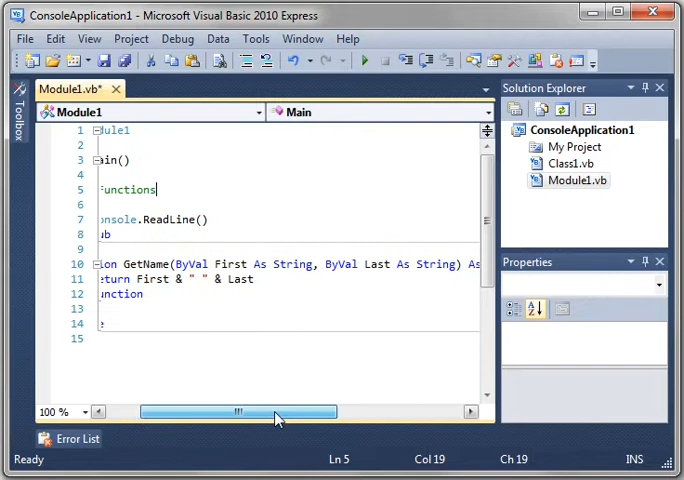 ConsoleApplication1 - Microsoft Visual Basic 2010 Express
File Edit View Project Debug Data Tools Window Help
Toolbox
Module1.vb*
Module1
Main
1 dule1
2
3 ain()
4
5 functions
6
7 onsole.ReadLine()
8 ub
9
10 ion GetName(ByVal First As String, ByVal Last As String) As
11 eturn First & " " & Last
12 unction
13
14 e
15
100 %
Solution Explorer
ConsoleApplication1
My Project
Class1.vb
Module1.vb
Properties
Error List
Ready Ln 5 Col 19 Ch 19 INS